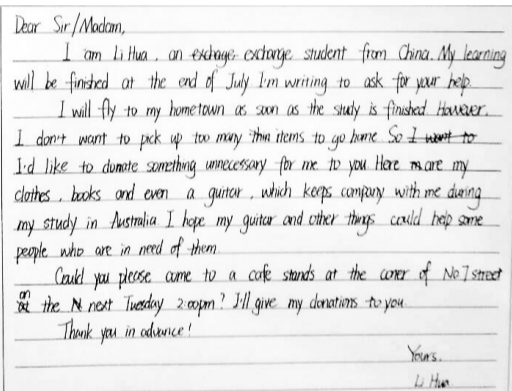 Dear Sir/Madam,
I am Li Hua, an exchage exchange student from China. My learning
will be finished at the end of July I'm writing to ask for your help.
I will fly to my hometown as soon as the study is finished. However,
I don't want to pick up too many thin items to go home. So I want to
I'd like to donate something unnecessary for me to you. Here are my
clothes, books and even a guitar, which keeps company with me during
my study in Australia. I hope my guitar and other things could help some
people who are in need of them.
Could you please come to a cafe stands at the corer of No.7 street
on the next Tuesday 2:00pm? I'll give my donations to you.
Thank you in advance!
Yours,
Li Hua